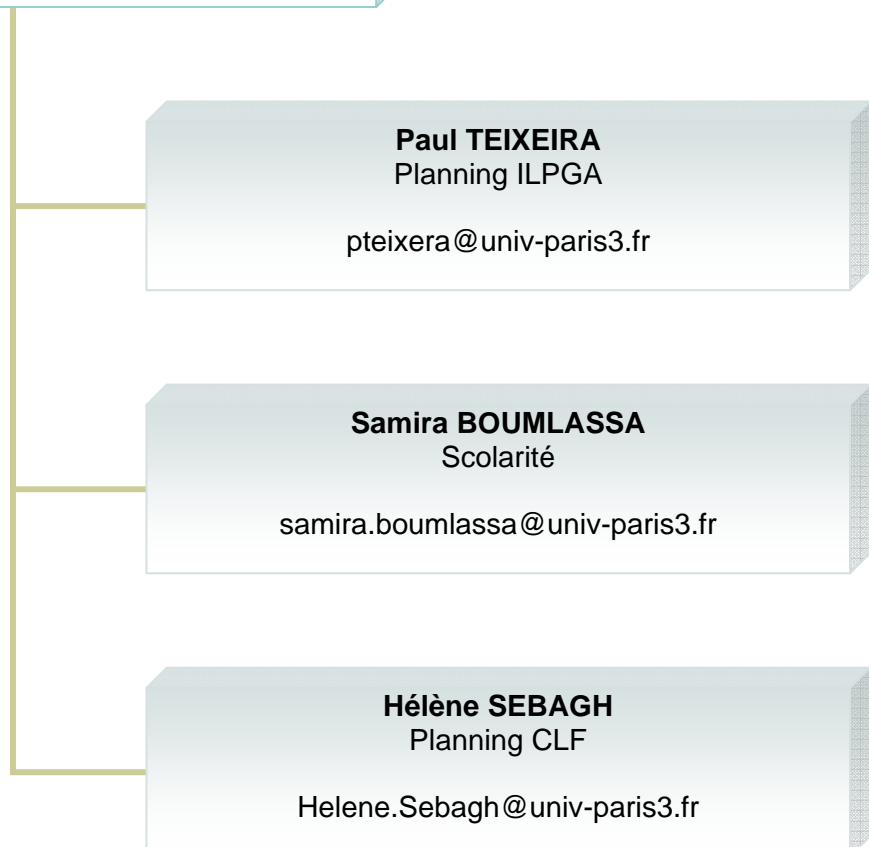 Paul TEIXEIRA
Planning ILPGA
pteixera@univ-paris3.fr
Samira BOUMLASSA
Scolarité
samira.boumlassa@univ-paris3.fr
Hélène SEBAGH
Planning CLF
Helene.Sebagh@univ-paris3.fr